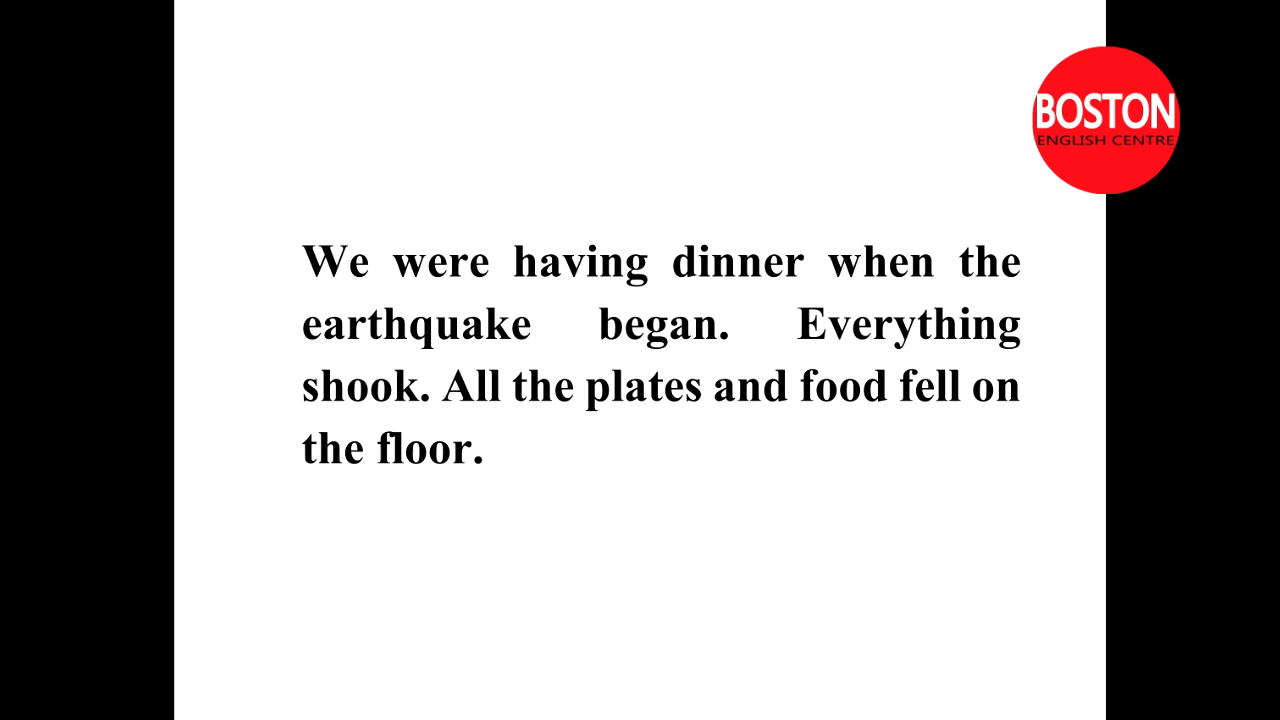 BOSTON
ENGLISH CENTRE
We were having dinner when the
earthquake began. Everything
shook. All the plates and food fell on
the floor.